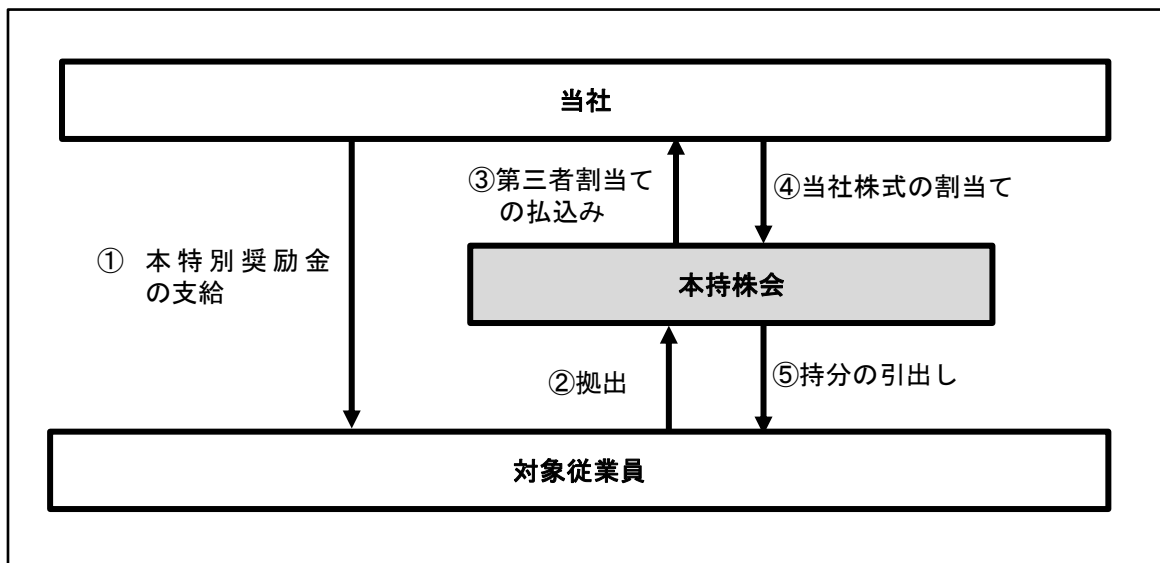 当社
③第三者割当て
の払込み
④当社株式の割当て
① 本特別奨励金
の支給
本持株会
②拠出
⑤持分の引出し
対象従業員